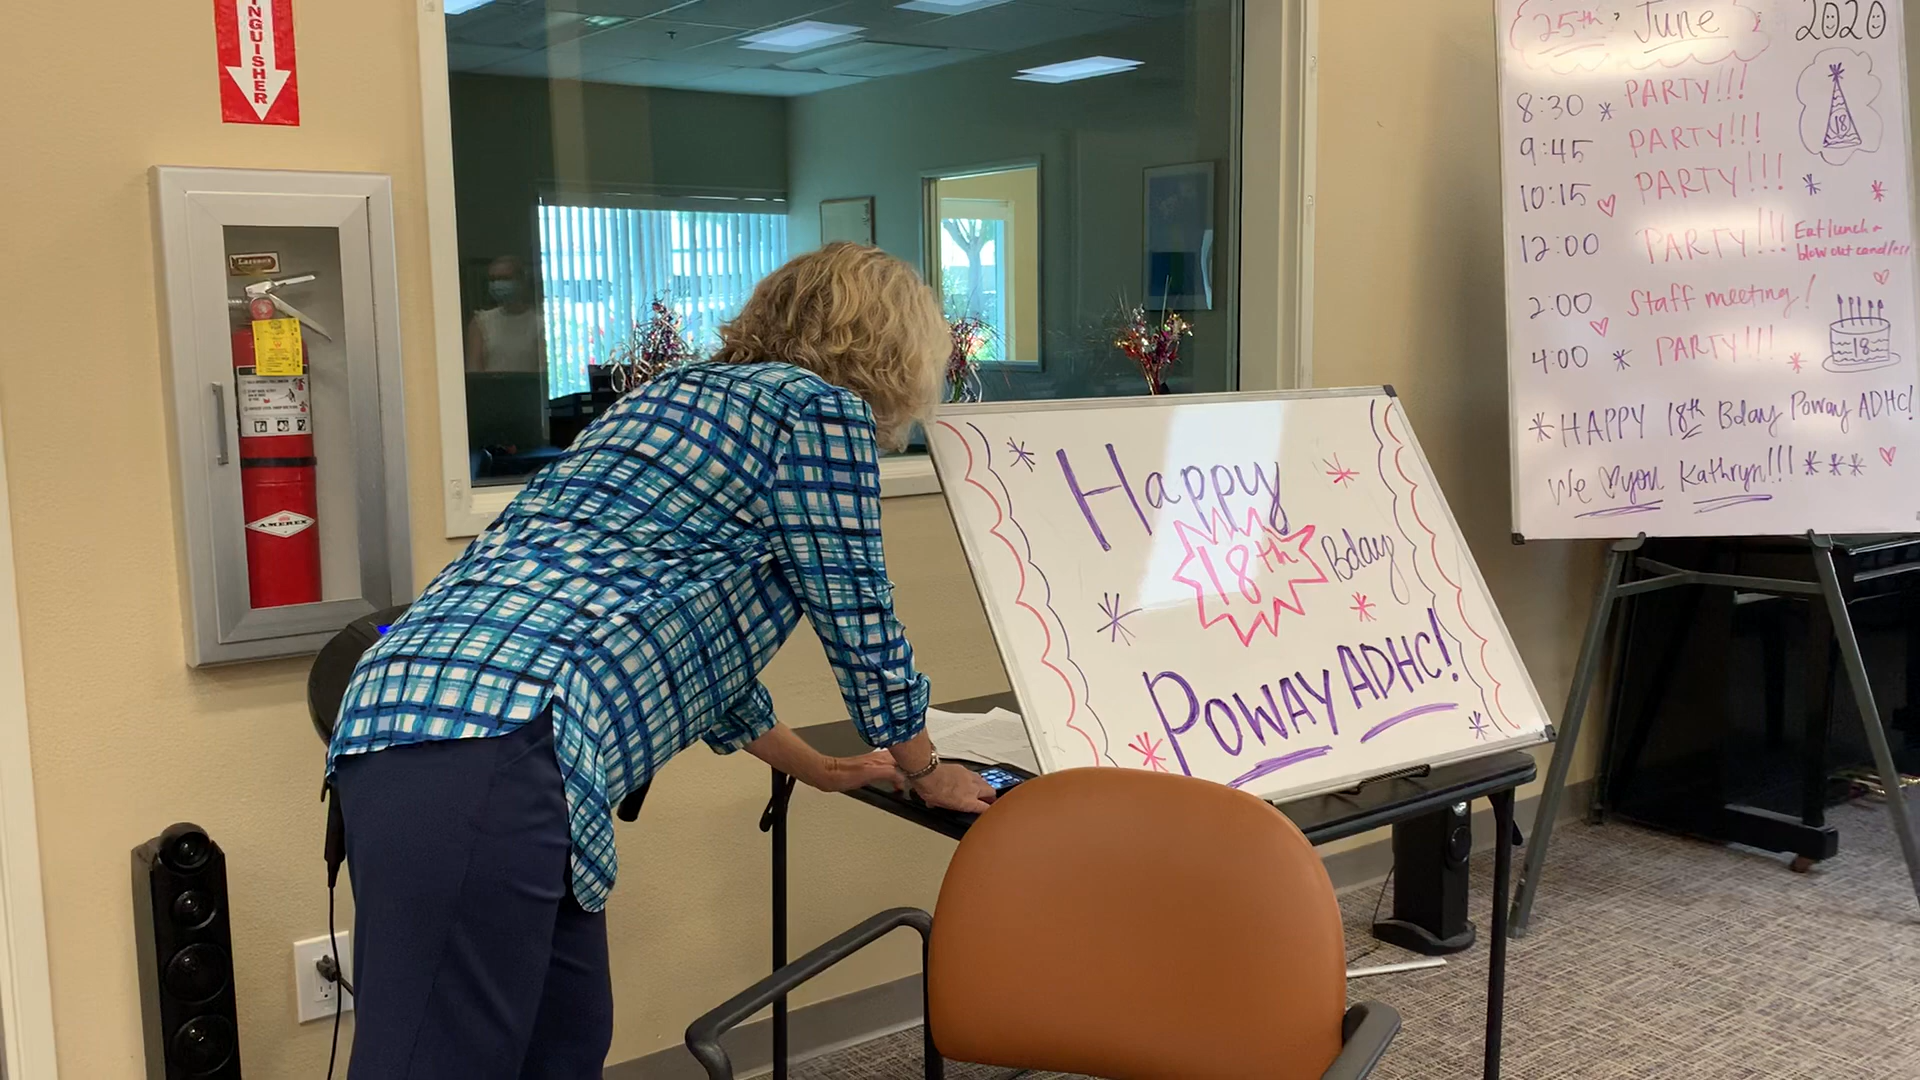 INGUISHER
Larsen's
AMEREX
Happy
18th Bday
POWAY ADHC!
25th, June 2020
8:30 * PARTY!!!
18
9:45 PARTY!!!
10:15 PARTY!!!
12:00 PARTY!!! Eat lunch &
blow out candles
2:00 Staff meeting!
4:00 * PARTY!!!
18
*HAPPY 18th Bday Poway ADHC!
We ♡ you Kathryn!!! ***